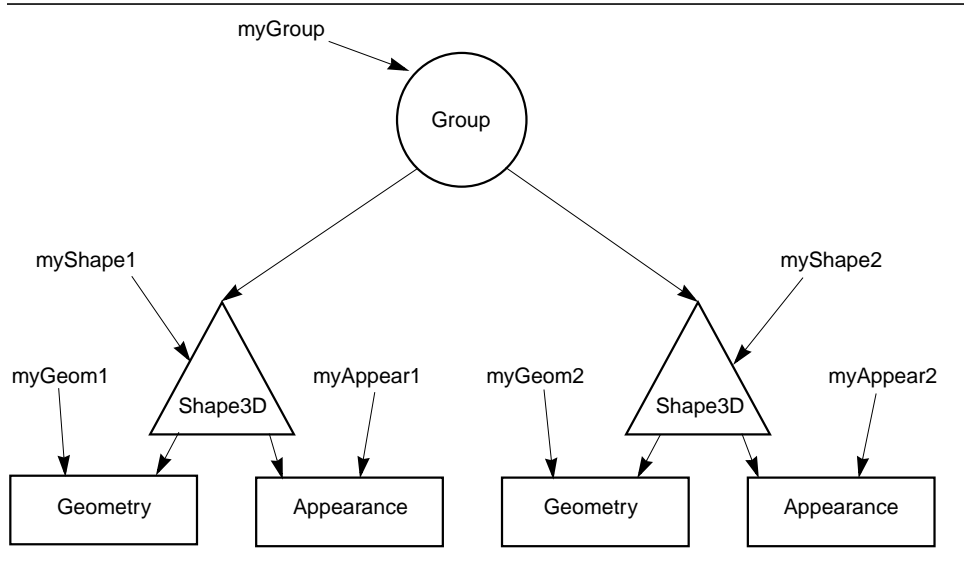 myGroup
Group
myShape1
myShape2
myGeom1
myAppear1
myGeom2
myAppear2
Shape3D
Shape3D
Geometry
Appearance
Geometry
Appearance